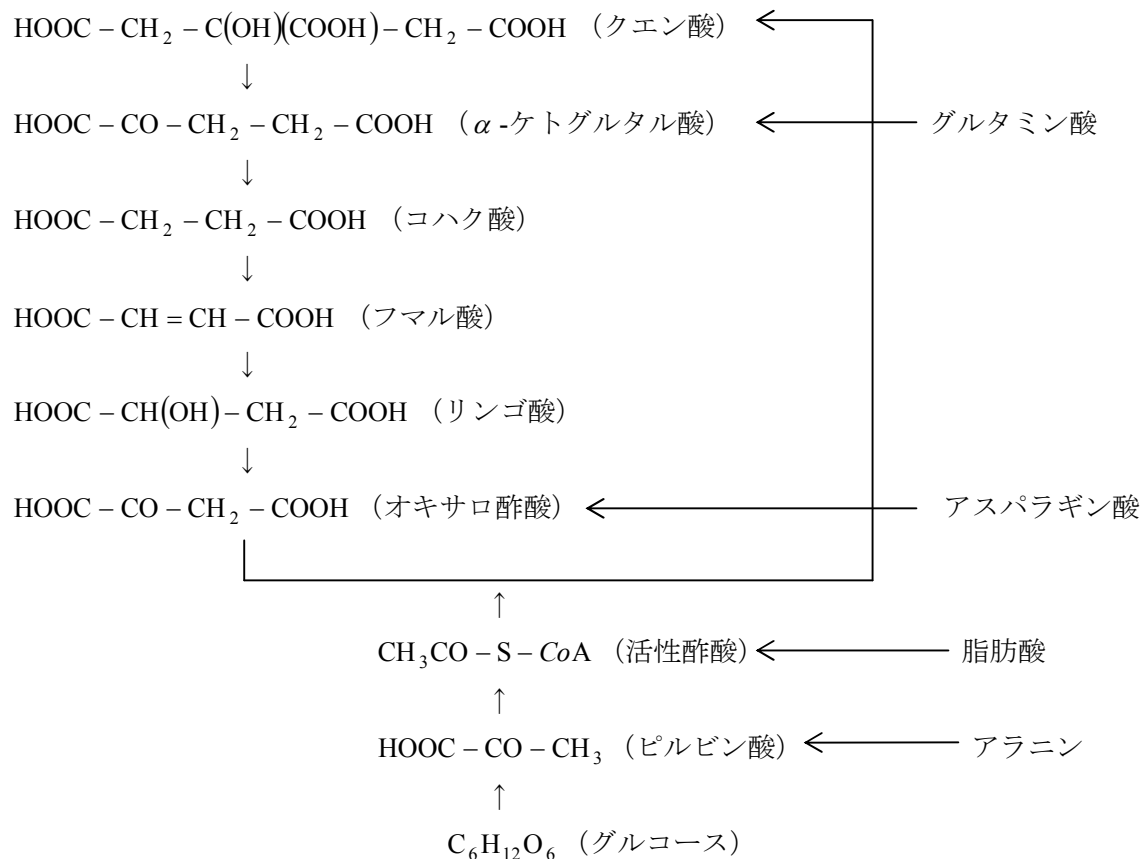 HOOC − CH₂ − C(OH)(COOH) − CH₂ − COOH （クエン酸）
↓
HOOC − CO − CH₂ − CH₂ − COOH （α-ケトグルタル酸） ← グルタミン酸
↓
HOOC − CH₂ − CH₂ − COOH （コハク酸）
↓
HOOC − CH = CH − COOH （フマル酸）
↓
HOOC − CH(OH) − CH₂ − COOH （リンゴ酸）
↓
HOOC − CO − CH₂ − COOH （オキサロ酢酸） ← アスパラギン酸
↑
CH₃CO − S − CoA （活性酢酸） ← 脂肪酸
↑
HOOC − CO − CH₃ （ピルビン酸） ← アラニン
↑
C₆H₁₂O₆ （グルコース）